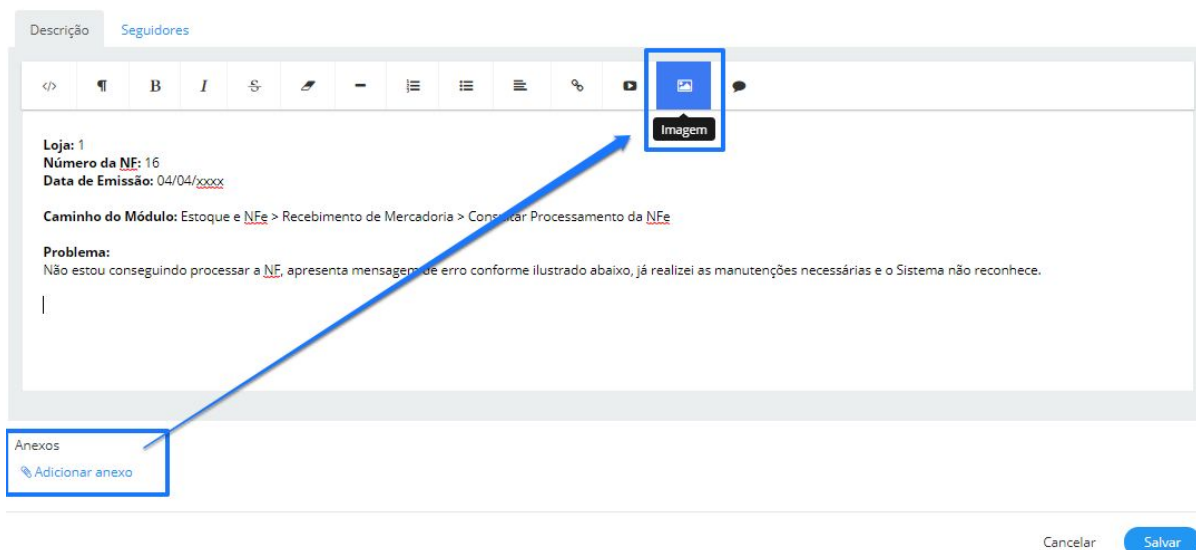 Descrição Seguidores
</> ¶ B I S
Imagem
Loja: 1
Número da NF: 16
Data de Emissão: 04/04/xxxx
Caminho do Módulo: Estoque e NFe > Recebimento de Mercadoria > Consultar Processamento da NFe
Problema:
Não estou conseguindo processar a NF, apresenta mensagem de erro conforme ilustrado abaixo, já realizei as manutenções necessárias e o Sistema não reconhece.
Anexos
Adicionar anexo
Cancelar Salvar